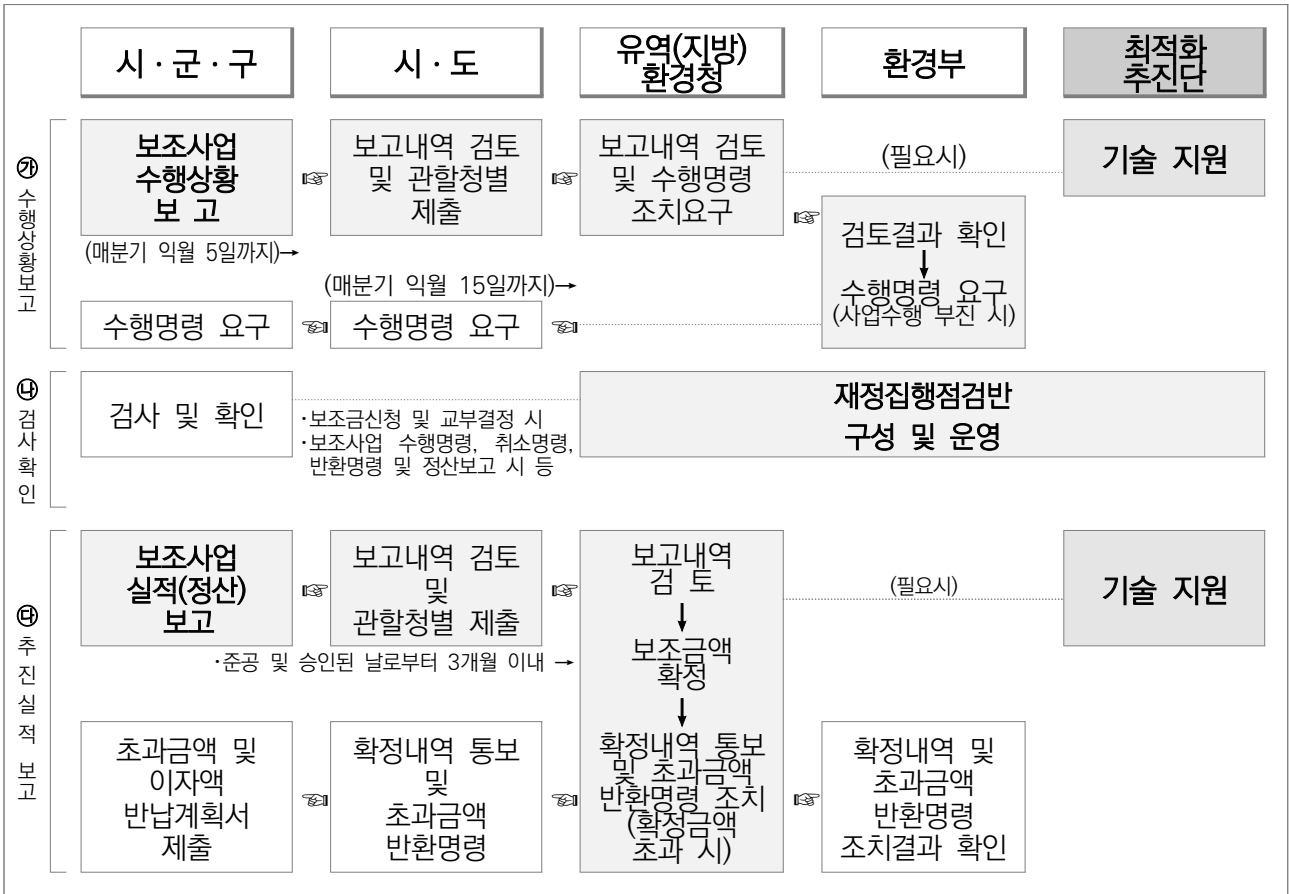 시·군·구
시·도
유역(지방)
환경청
환경부
최적화
추진단
㉮ 수행상황보고
보조사업
수행상황
보 고
☞
보고내역 검토
및 관할청별
제출
☞
보고내역 검토
및 수행명령
조치요구
(필요시)
기술 지원
(매분기 익월 5일까지)→
☞
검토결과 확인
↓
수행명령 요구
(사업수행 부진 시)
(매분기 익월 15일까지)→
수행명령 요구
☜
수행명령 요구
☜
㉯ 검사확인
검사 및 확인
·보조금신청 및 교부결정 시
·보조사업 수행명령, 취소명령,
반환명령 및 정산보고 시 등
재정집행점검반
구성 및 운영
㉰ 추진실적 보고
보조사업
실적(정산)
보고
☞
보고내역 검토
및
관할청별 제출
☞
보고내역
검 토
↓
보조금액
확정
↓
확정내역 통보
및 초과금액
반환명령 조치
(확정금액
초과 시)
(필요시)
기술 지원
·준공 및 승인된 날로부터 3개월 이내 →
초과금액 및
이자액
반납계획서
제출
☜
확정내역 통보
및
초과금액
반환명령
☜
☞
확정내역 및
초과금액
반환명령
조치결과 확인